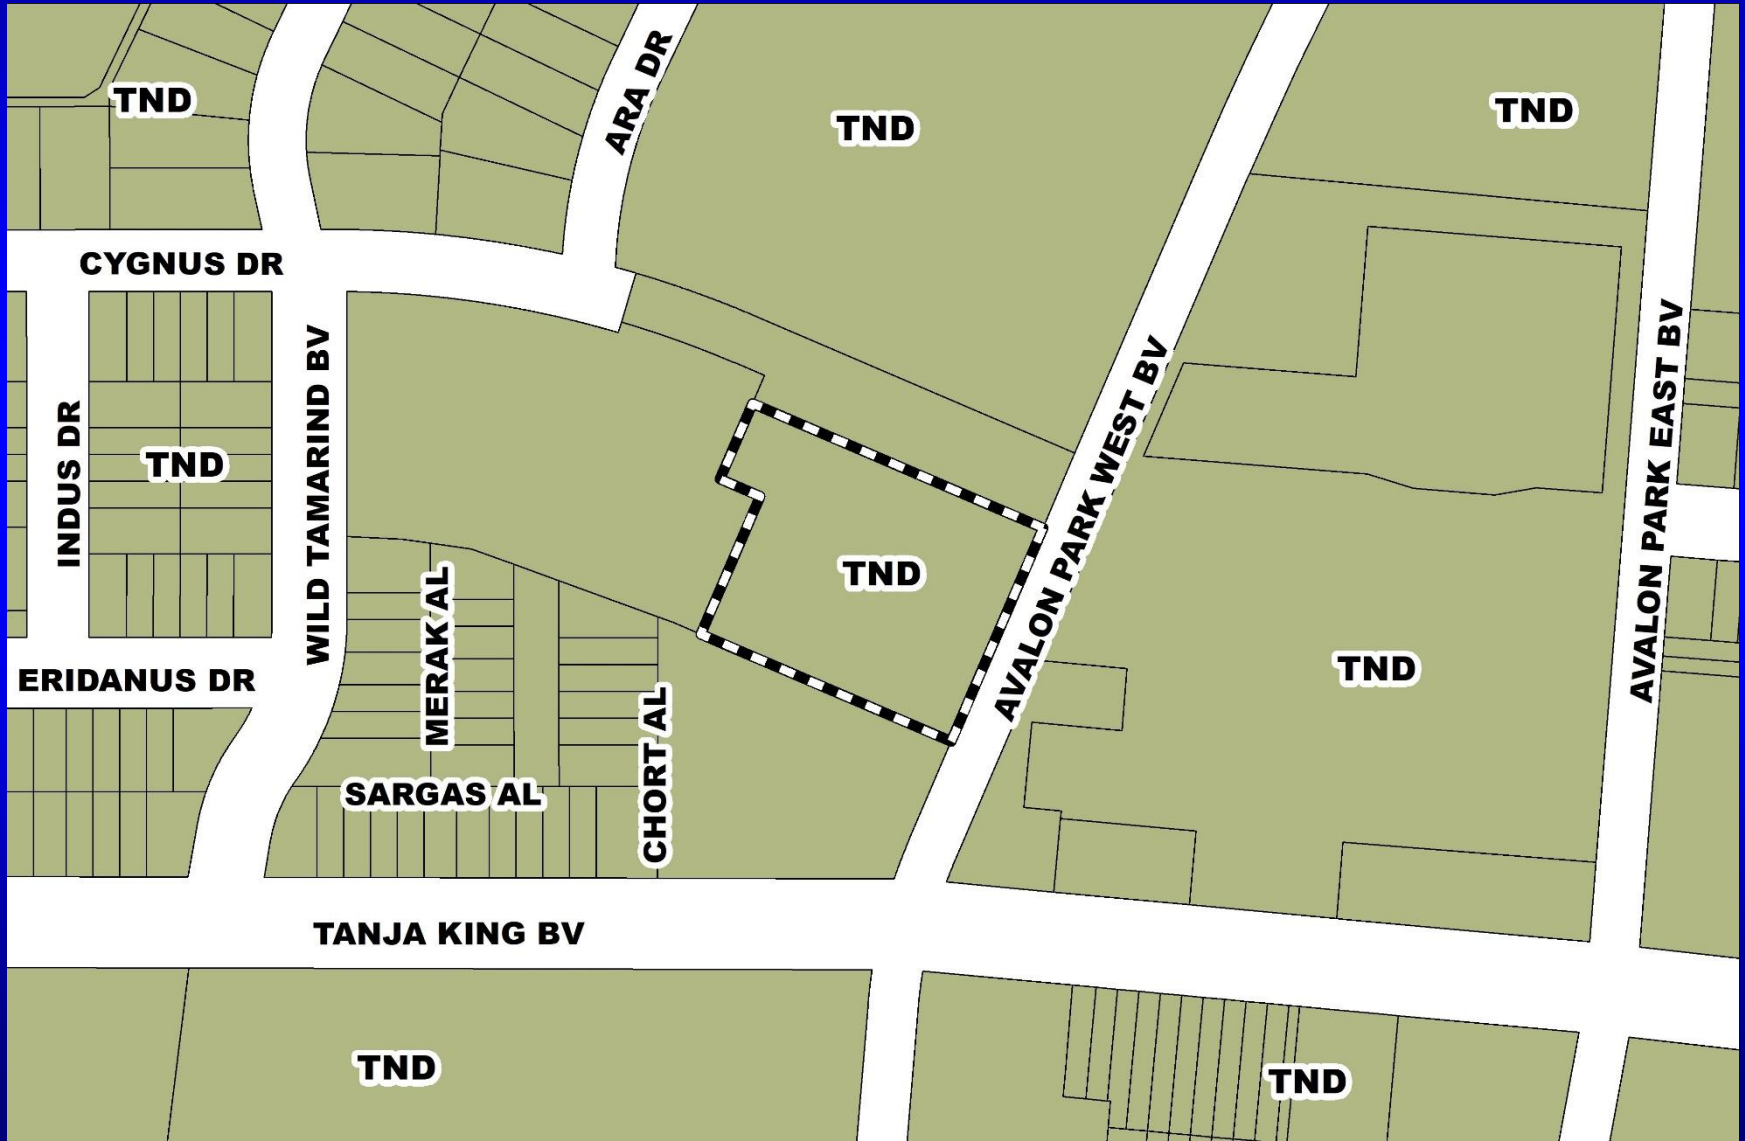 TND
ARA DR
TND
TND
CYGNUS DR
INDUS DR
TND
WILD TAMARIND BV
AVALON PARK WEST BV
AVALON PARK EAST BV
TND
ERIDANUS DR
MERAK AL
TND
SARGAS AL
CHORT AL
TANJA KING BV
TND
TND